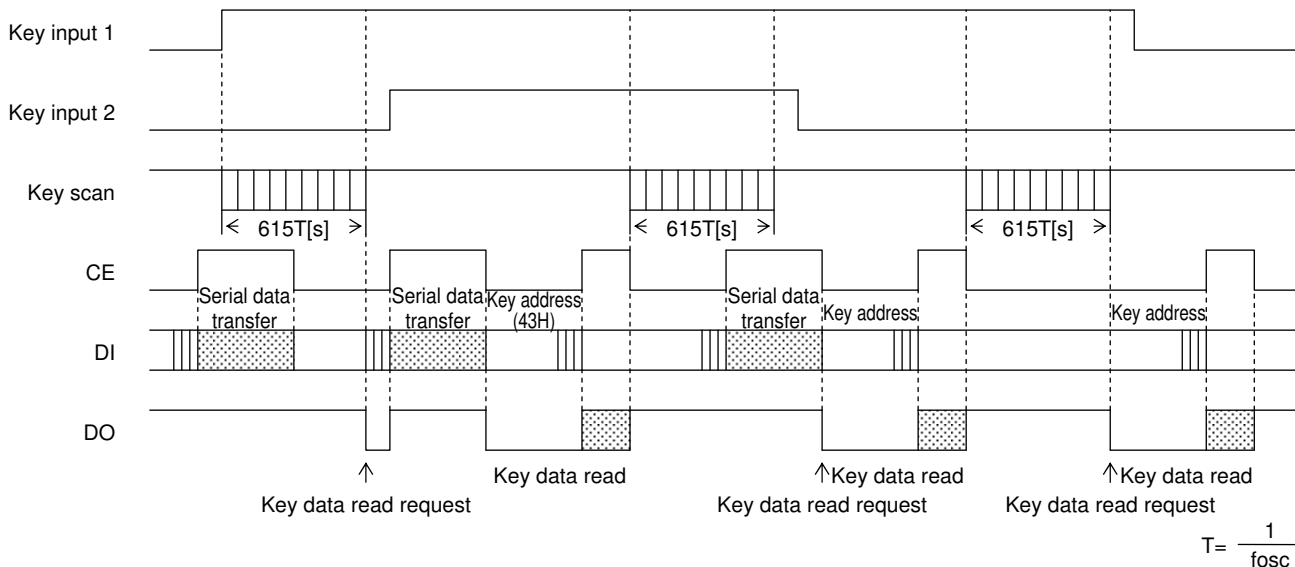 Key input 1
Key input 2
Key scan
615T[s]
615T[s]
615T[s]
CE
Serial data
transfer
Serial data
transfer
Key address
(43H)
Serial data
transfer
Key address
Key address
DI
DO
Key data read
Key data read
Key data read
Key data read request
Key data read request
Key data read request
T= 1
fosc